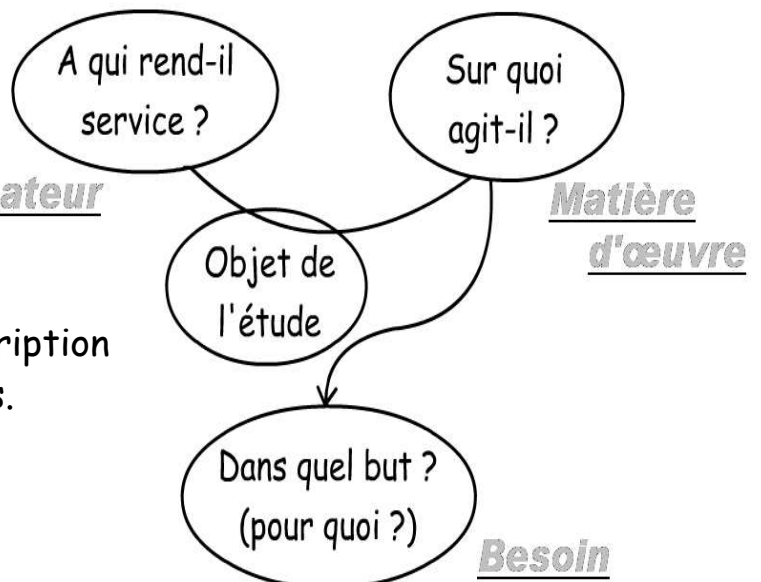 A qui rend-il
service ?
Sur quoi
agit-il ?
ateur
Matière
d'œuvre
Objet de
l'étude
ription
s.
Dans quel but ?
(pour quoi ?)
Besoin